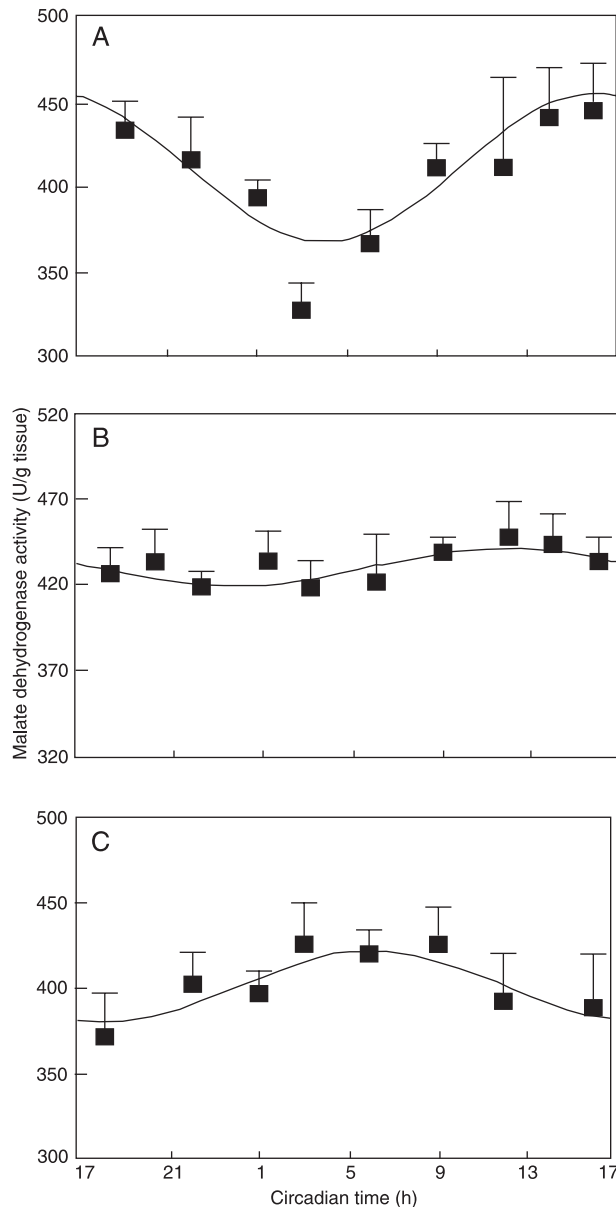 500
A
450
400
350
300
Malate dehydrogenase activity (U/g tissue)
520
B
470
420
370
320
500
C
450
400
350
300
17 21 1 5 9 13 17
Circadian time (h)